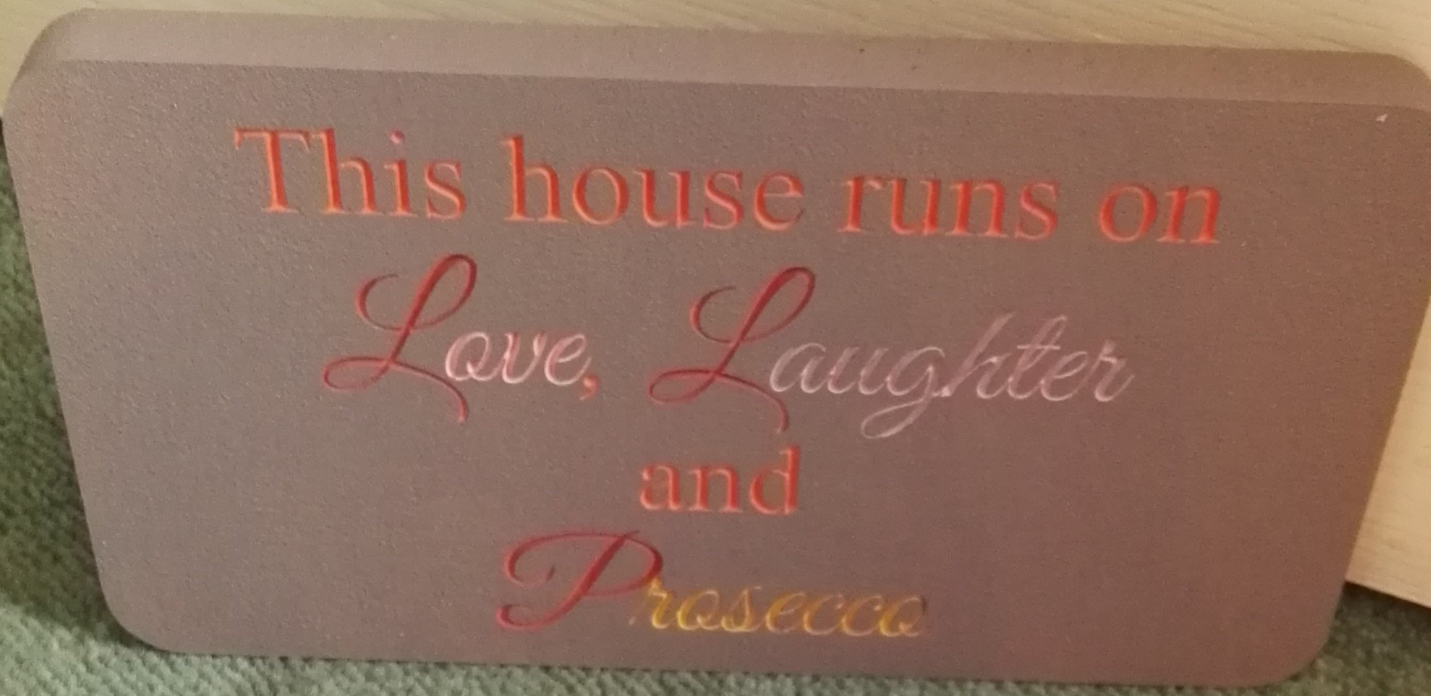 This house runs on
Love, Laughter
and
Prosecco